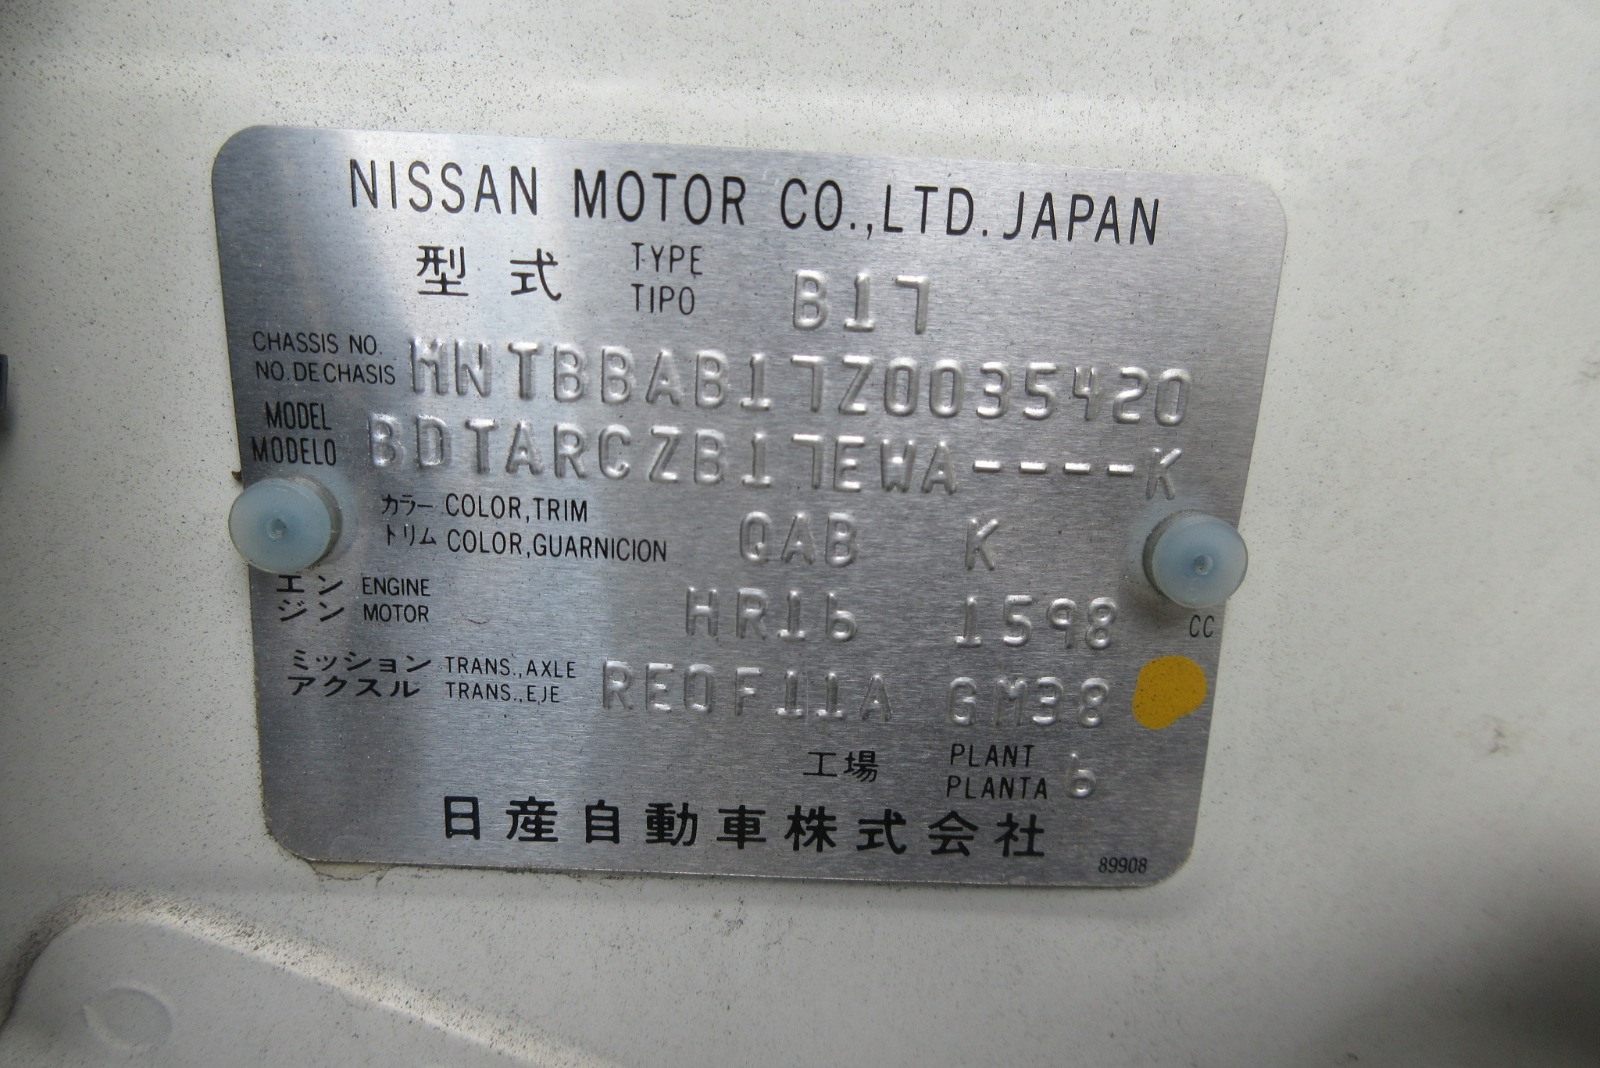 NISSAN MOTOR CO.,LTD. JAPAN
型式 TYPE
TIPO B17
CHASSIS NO.
NO.DE CHASIS MNTBBAB17Z0035420
MODEL
MODELO BDTARCZB17EWA----K
カラー COLOR,TRIM
トリム COLOR,GUARNICION QAB K
エン ENGINE
ジン MOTOR HR16 1598 CC
ミッション TRANS.,AXLE
アクスル TRANS.,EJE RE0F11A GM38
工場 PLANT
PLANTA 6
日産自動車株式会社
89908